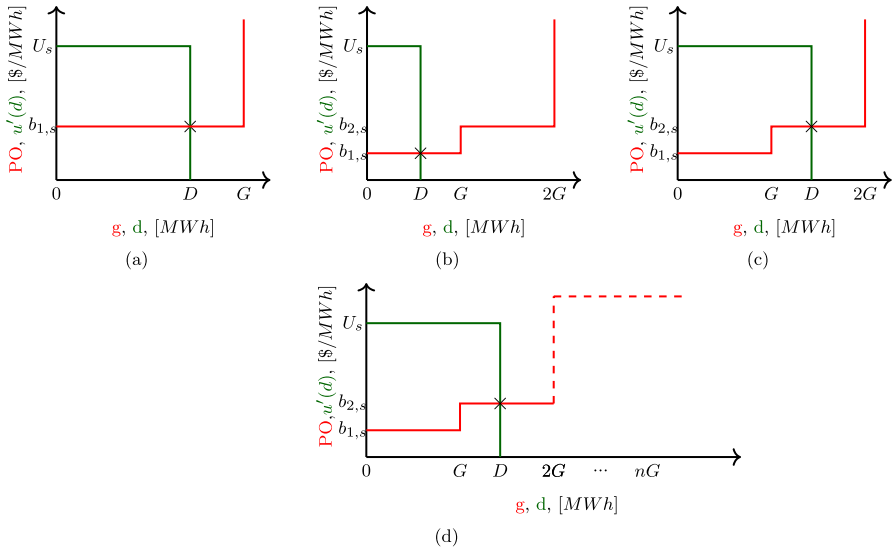 PO, u′(d), [$/MWh]
U_s
b_{1,s}
0 D G
g, d, [MWh]
(a)
PO, u′(d), [$/MWh]
U_s
b_{2,s}
b_{1,s}
0 D G 2G
g, d, [MWh]
(b)
PO, u′(d), [$/MWh]
U_s
b_{2,s}
b_{1,s}
0 G D 2G
g, d, [MWh]
(c)
PO,u′(d), [$/MWh]
U_s
b_{2,s}
b_{1,s}
0 G D 2G ... nG
g, d, [MWh]
(d)